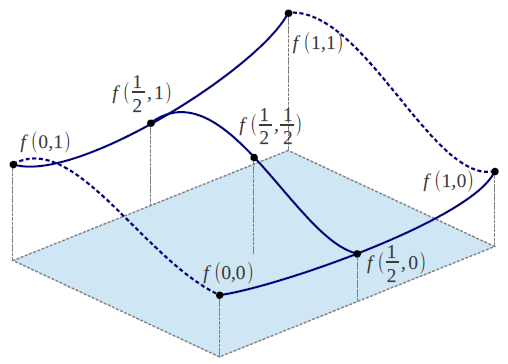 f(1,1)
f(1/2,1)
f(1/2,1/2)
f(0,1)
f(1,0)
f(0,0)
f(1/2,0)